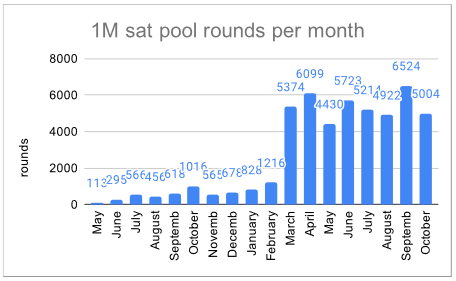 1M sat pool rounds per month
rounds
8000
6000
4000
2000
0
113
295
566
456
618
1016
565
678
828
1216
5374
6099
4430
5723
5214
4922
6524
5004
May
June
July
August
Septemb
October
Novemb
Decemb
January
February
March
April
May
June
July
August
Septemb
October